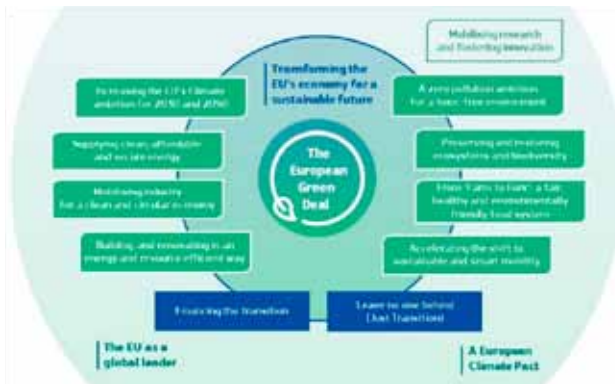 Mobilising research
and fostering innovation
Transforming the
EU's economy for a
sustainable future
Increasing the EU's Climate
ambition for 2030 and 2050
A zero pollution ambition
for a toxic-free environment
Supplying clean, affordable
and secure energy
Preserving and restoring
ecosystems and biodiversity
The
European
Green
Deal
Mobilising industry
for a clean and circular economy
From 'Farm to Fork': a fair,
healthy and environmentally
friendly food system
Building and renovating in an
energy and resource efficient way
Accelerating the shift to
sustainable and smart mobility
Financing the transition
Leave no one behind
(Just Transition)
The EU as a
global leader
A European
Climate Pact